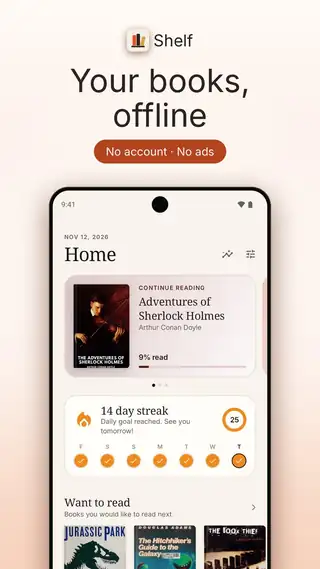 Shelf
Your books,
offline
No account · No ads
9:41
NOV 12, 2026
Home
CONTINUE READING
Adventures of
Sherlock Holmes
Arthur Conan Doyle
9% read
THE ADVENTURES OF
SHERLOCK HOLMES
ARTHUR CONAN DOYLE
14 day streak
Daily goal reached. See you
tomorrow!
25
F S S M T W T
Want to read
Books you would like to read next
JURASSIC PARK
DOUGLAS ADAMS
The Hitchhiker's
Guide to the
Galaxy
THE BOOK THIEF